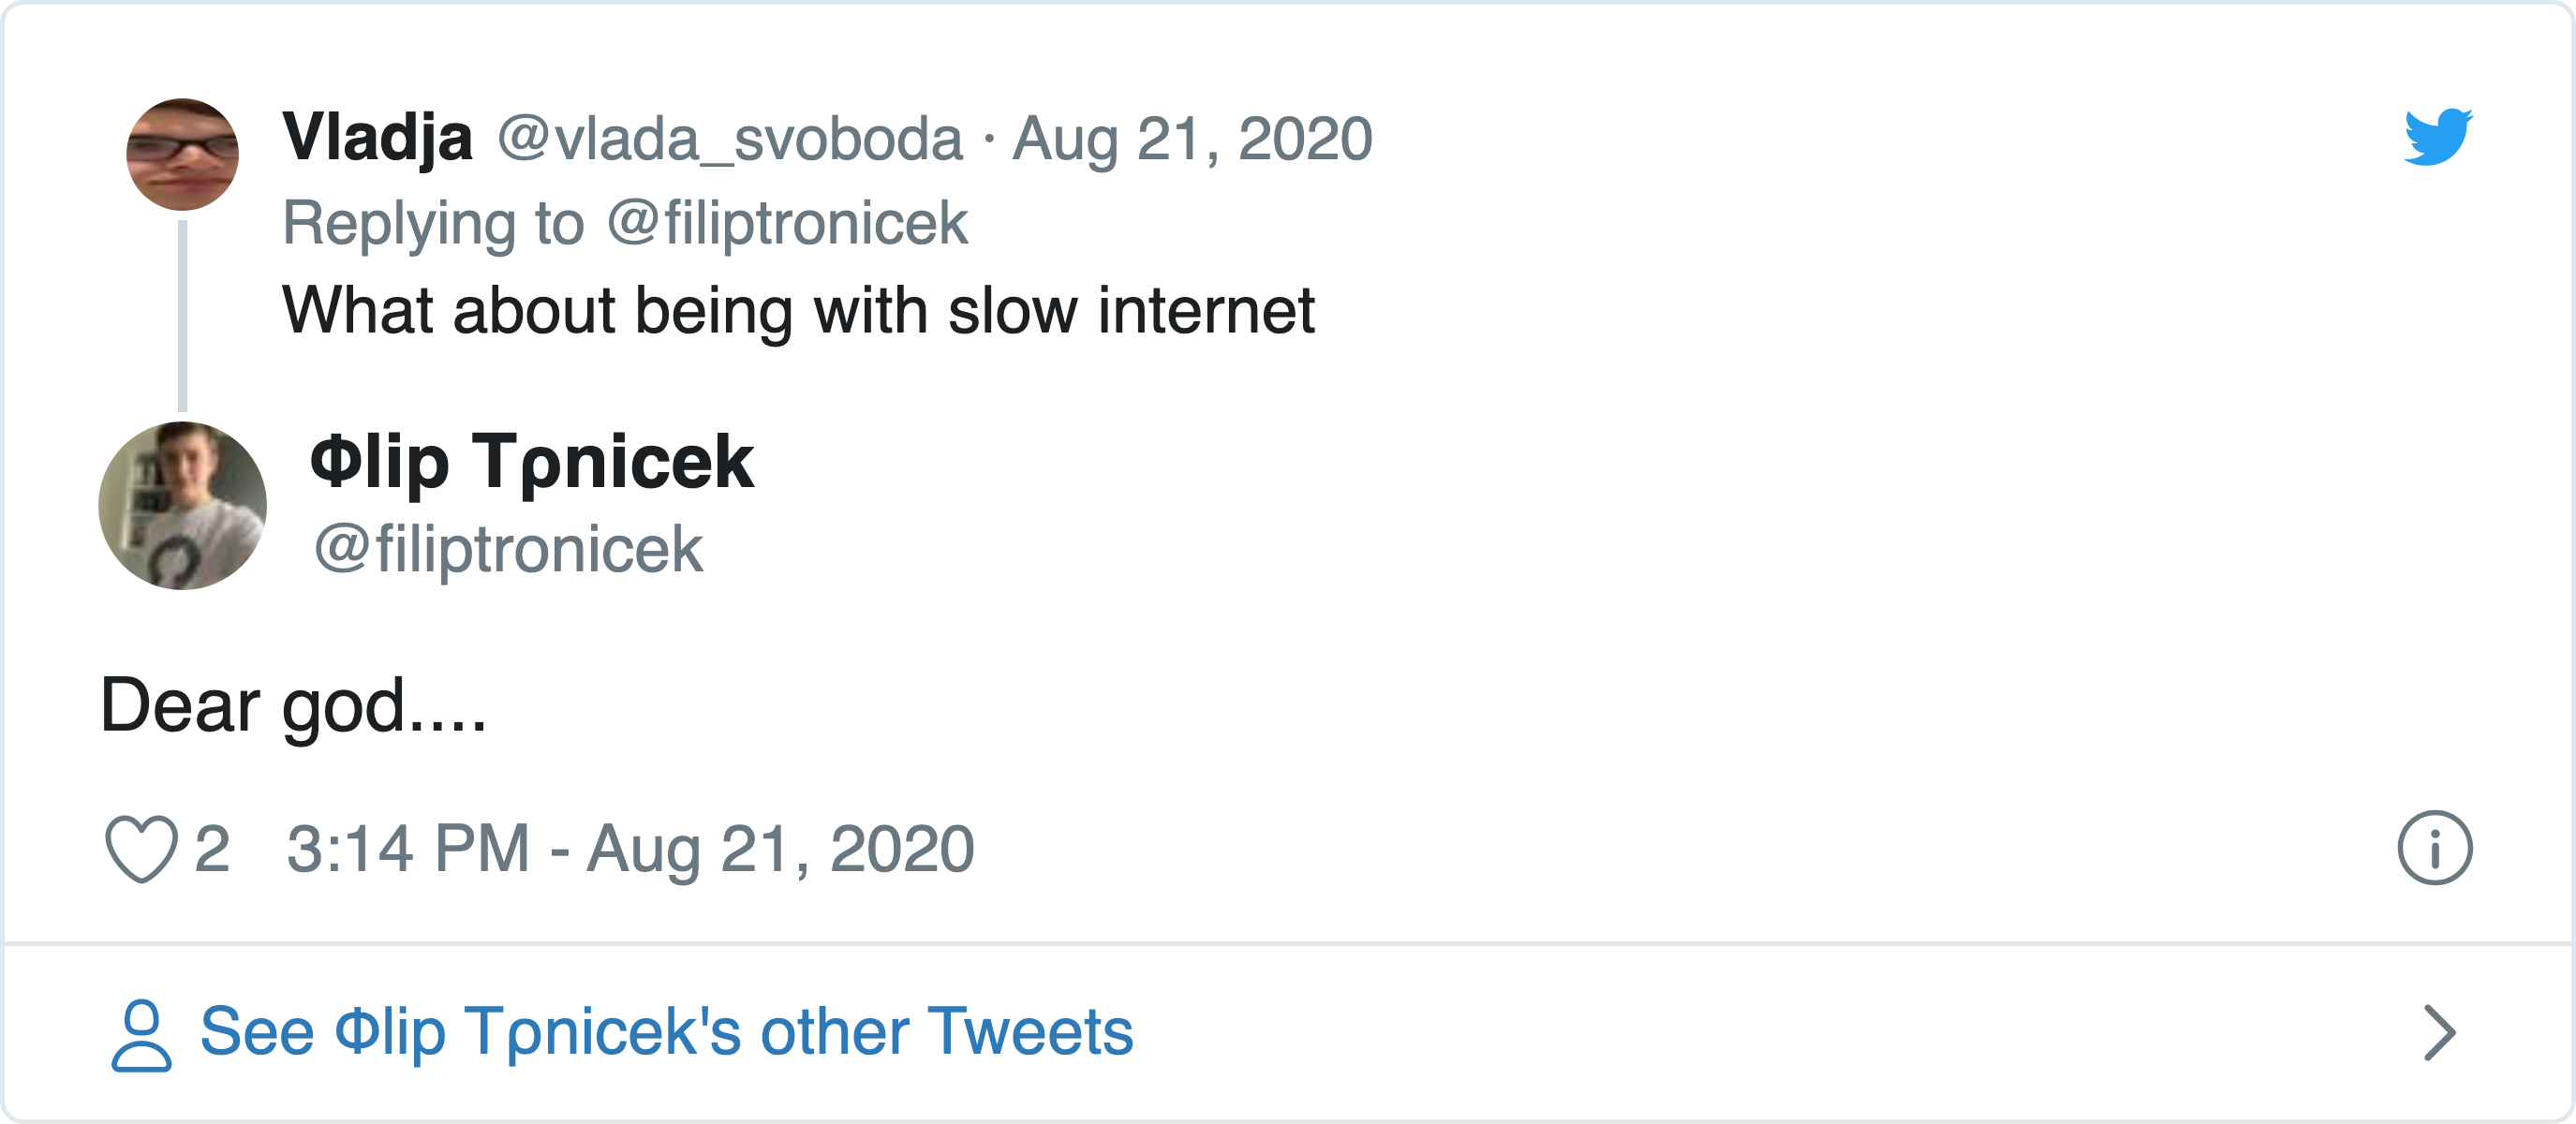 Vladja @vlada_svoboda · Aug 21, 2020
Replying to @filiptronicek
What about being with slow internet
Φlip Tρnicek
@filiptronicek
Dear god....
2 3:14 PM - Aug 21, 2020
See Φlip Tρnicek's other Tweets